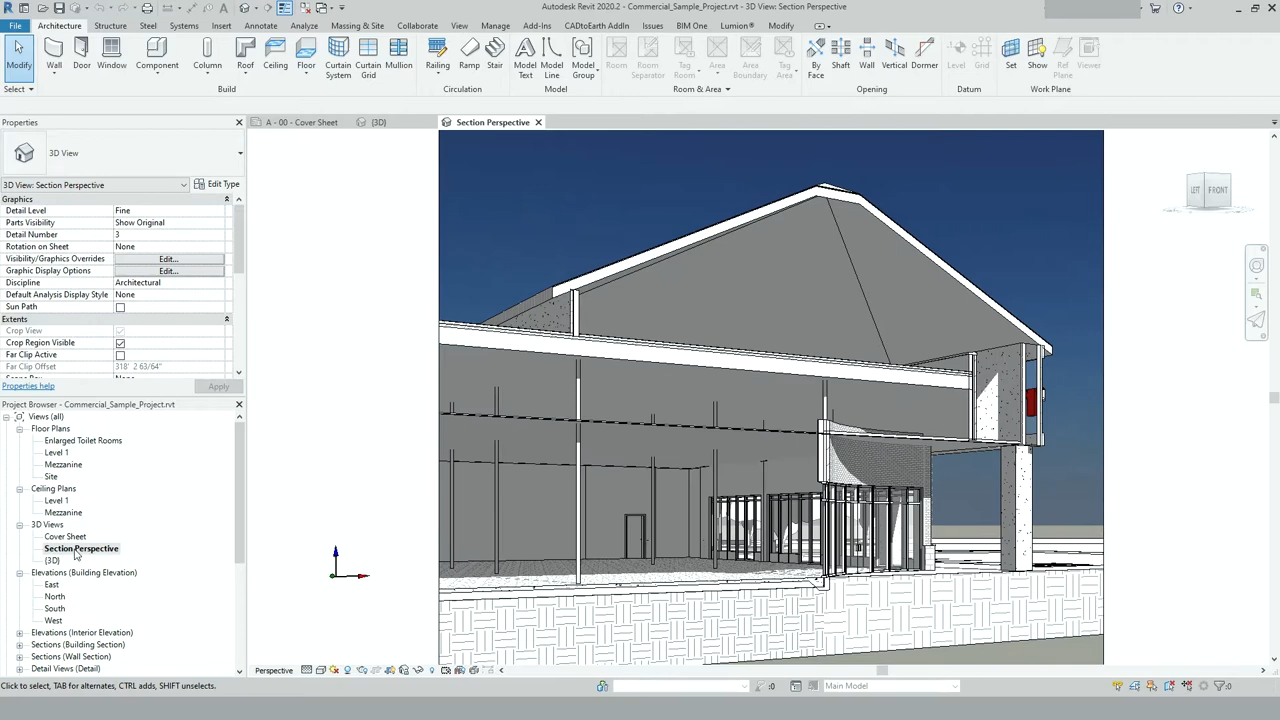 Autodesk Revit 2020.2 - Commercial_Sample_Project.rvt - 3D View: Section Perspective
File Architecture Structure Steel Systems Insert Annotate Analyze Massing & Site Collaborate View Manage Add-Ins CADtoEarth AddIn Issues BIM One Lumion® Modify
Modify Wall Door Window Component Column Roof Ceiling Floor Curtain System Curtain Grid Mullion Railing Ramp Stair Model Text Model Line Model Group Room Room Separator Tag Room Area Area Boundary Tag Area By Face Shaft Wall Vertical Dormer Level Grid Set Show Ref Plane Viewer
Select Build Circulation Model Room & Area Opening Datum Work Plane
Properties
A - 00 - Cover Sheet {3D} Section Perspective
3D View
3D View: Section Perspective Edit Type
Graphics
Detail Level Fine
Parts Visibility Show Original
Detail Number 3
Rotation on Sheet None
Visibility/Graphics Overrides Edit...
Graphic Display Options Edit...
Discipline Architectural
Default Analysis Display Style None
Sun Path
Extents
Crop View
Crop Region Visible
Far Clip Active
Far Clip Offset 318' 2 63/64"
Properties help Apply
LEFT FRONT
Project Browser - Commercial_Sample_Project.rvt
Views (all)
Floor Plans
Enlarged Toilet Rooms
Level 1
Mezzanine
Site
Ceiling Plans
Level 1
Mezzanine
3D Views
Cover Sheet
Section Perspective
{3D}
Elevations (Building Elevation)
East
North
South
West
Elevations (Interior Elevation)
Sections (Building Section)
Sections (Wall Section)
Detail Views (Detail)
Perspective
Click to select, TAB for alternates, CTRL adds, SHIFT unselects.
:0 Main Model :0